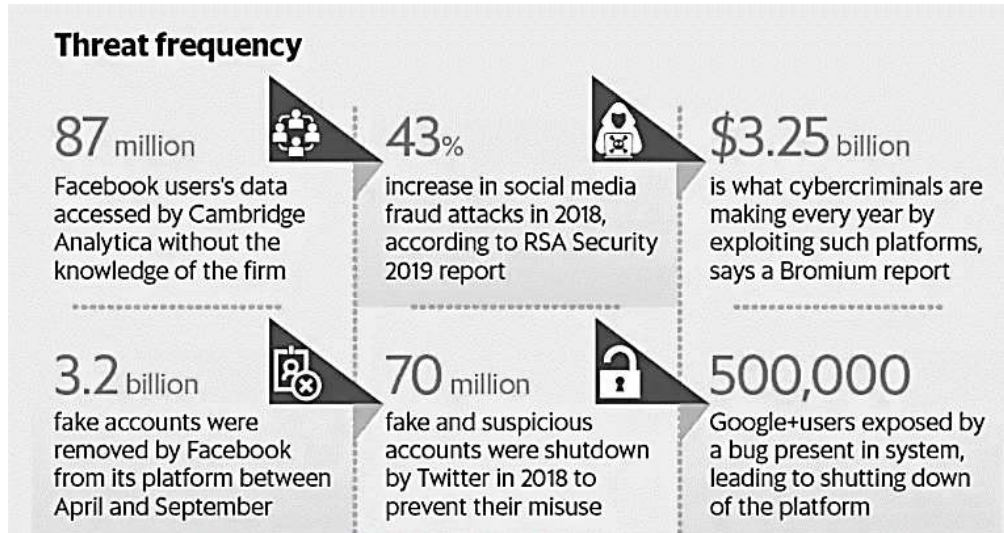 Threat frequency
87 million
Facebook users's data
accessed by Cambridge
Analytica without the
knowledge of the firm
43%
increase in social media
fraud attacks in 2018,
according to RSA Security
2019 report
$3.25 billion
is what cybercriminals are
making every year by
exploiting such platforms,
says a Bromium report
3.2 billion
fake accounts were
removed by Facebook
from its platform between
April and September
70 million
fake and suspicious
accounts were shutdown
by Twitter in 2018 to
prevent their misuse
500,000
Google+users exposed by
a bug present in system,
leading to shutting down
of the platform